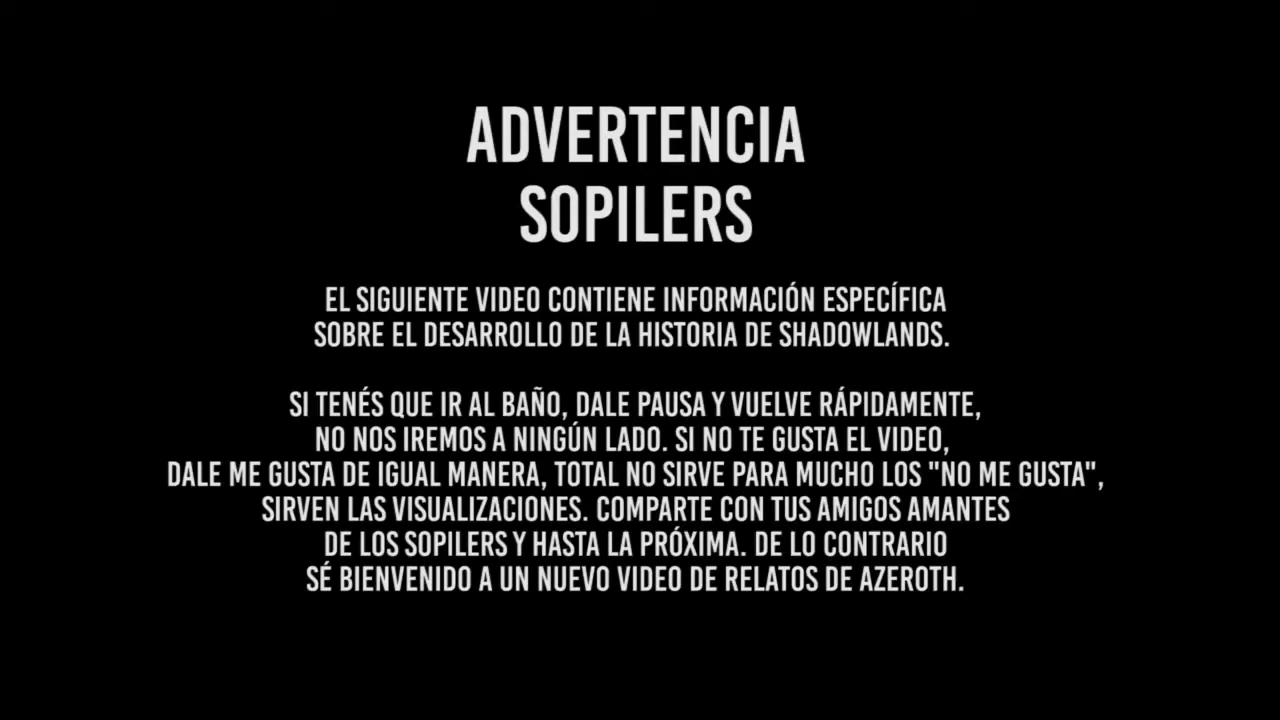 ADVERTENCIA
SOPILERS
EL SIGUIENTE VIDEO CONTIENE INFORMACIÓN ESPECÍFICA
SOBRE EL DESARROLLO DE LA HISTORIA DE SHADOWLANDS.
SI TENÉS QUE IR AL BAÑO, DALE PAUSA Y VUELVE RÁPIDAMENTE,
NO NOS IREMOS A NINGÚN LADO. SI NO TE GUSTA EL VIDEO,
DALE ME GUSTA DE IGUAL MANERA, TOTAL NO SIRVE PARA MUCHO LOS "NO ME GUSTA",
SIRVEN LAS VISUALIZACIONES. COMPARTE CON TUS AMIGOS AMANTES
DE LOS SOPILERS Y HASTA LA PRÓXIMA. DE LO CONTRARIO
SÉ BIENVENIDO A UN NUEVO VIDEO DE RELATOS DE AZEROTH.